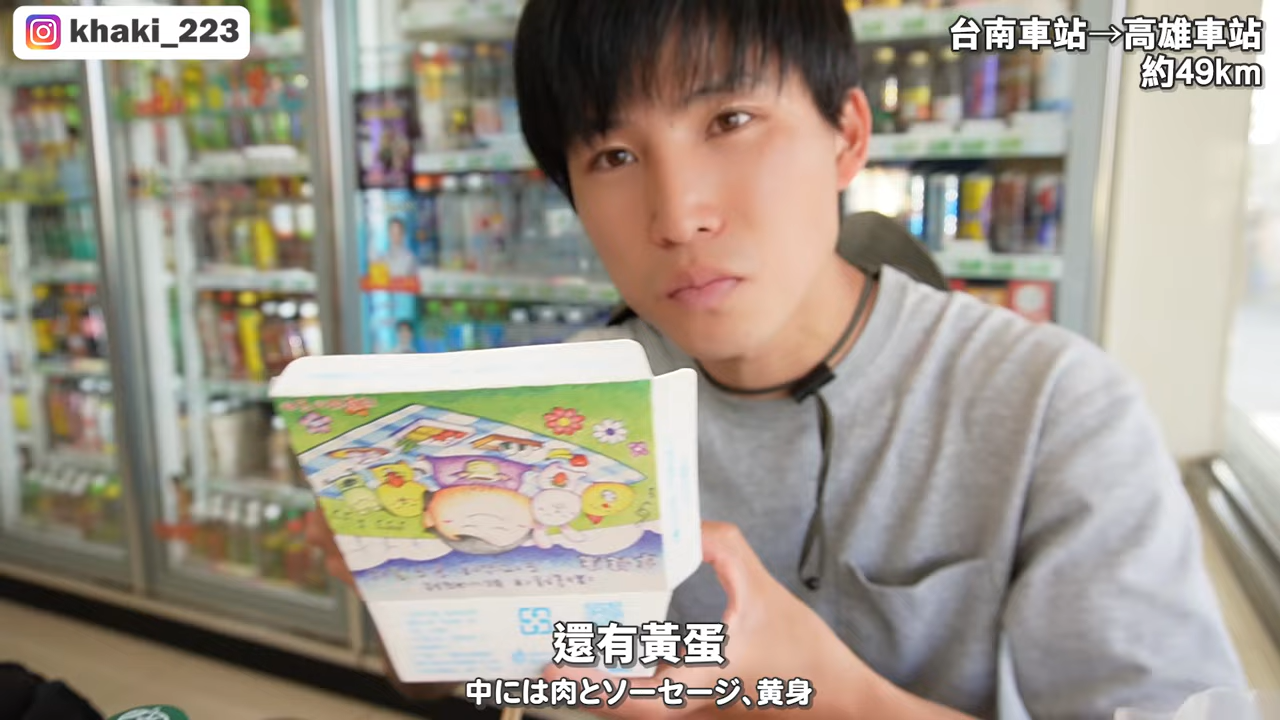 khaki_223
台南車站→高雄車站
約49km
還有黃蛋
中には肉とソーセージ、黄身